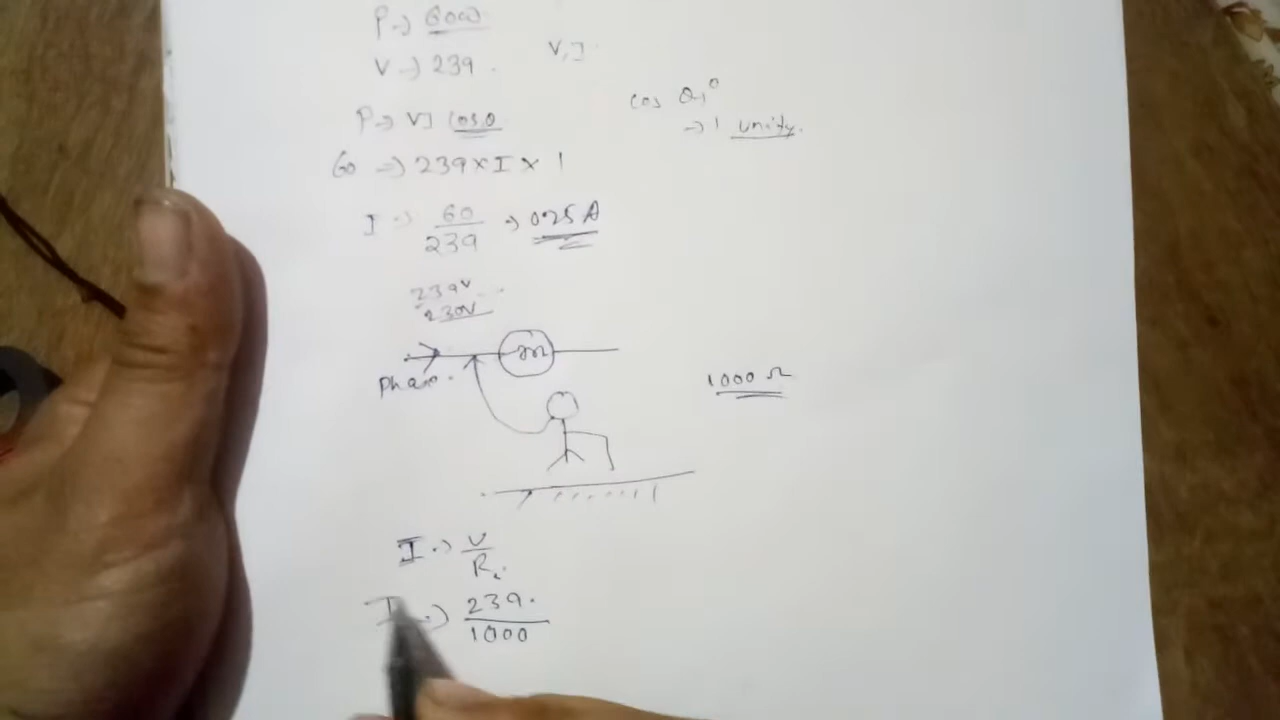 P → 60w
V → 239
V, I
P → VI cosθ
cos θ, 0
→ 1 unity.
60 → 239 x I x 1
I → 60/239 → 0.25 A
239V
230V
m
phase.
1000 Ω
I → V/R
I → 239/1000